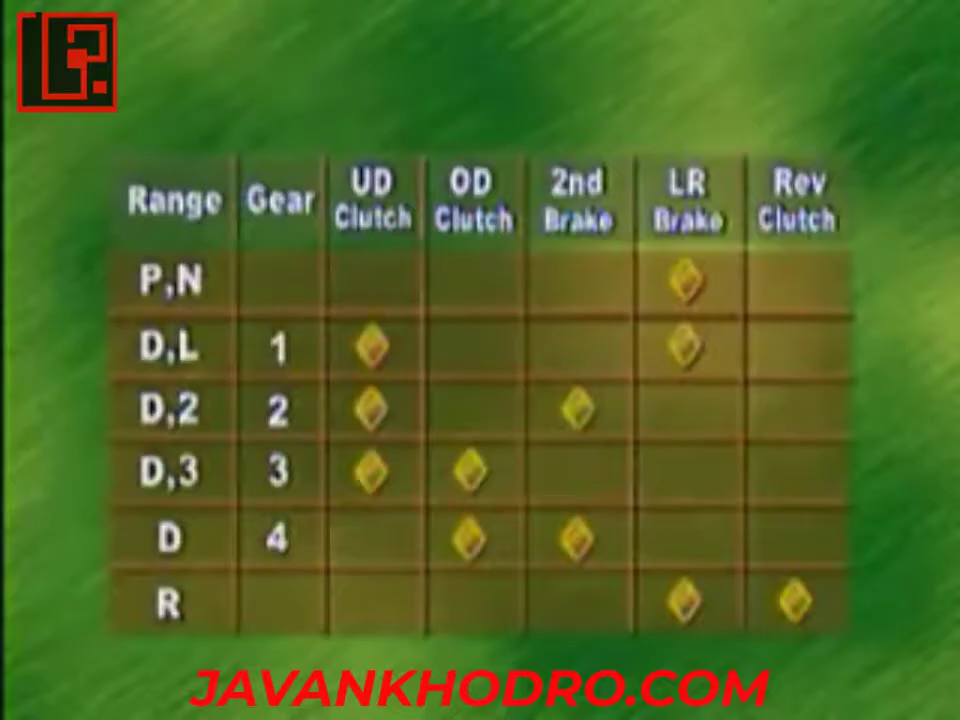 Range Gear UD Clutch OD Clutch 2nd Brake LR Brake Rev Clutch
P,N
D,L 1
D,2 2
D,3 3
D 4
R
JAVANKHODRO.COM